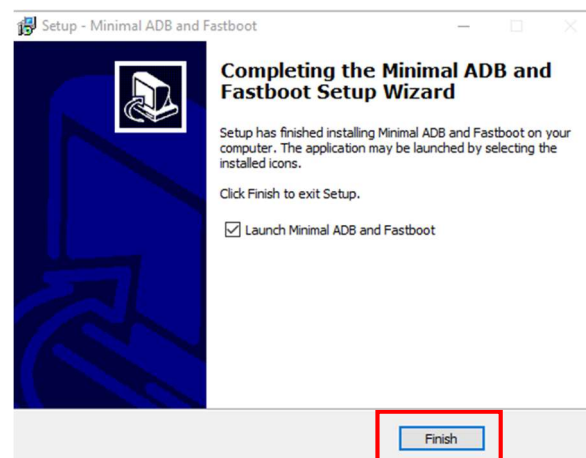 Setup - Minimal ADB and Fastboot
Completing the Minimal ADB and
Fastboot Setup Wizard
Setup has finished installing Minimal ADB and Fastboot on your
computer. The application may be launched by selecting the
installed icons.
Click Finish to exit Setup.
Launch Minimal ADB and Fastboot
Finish